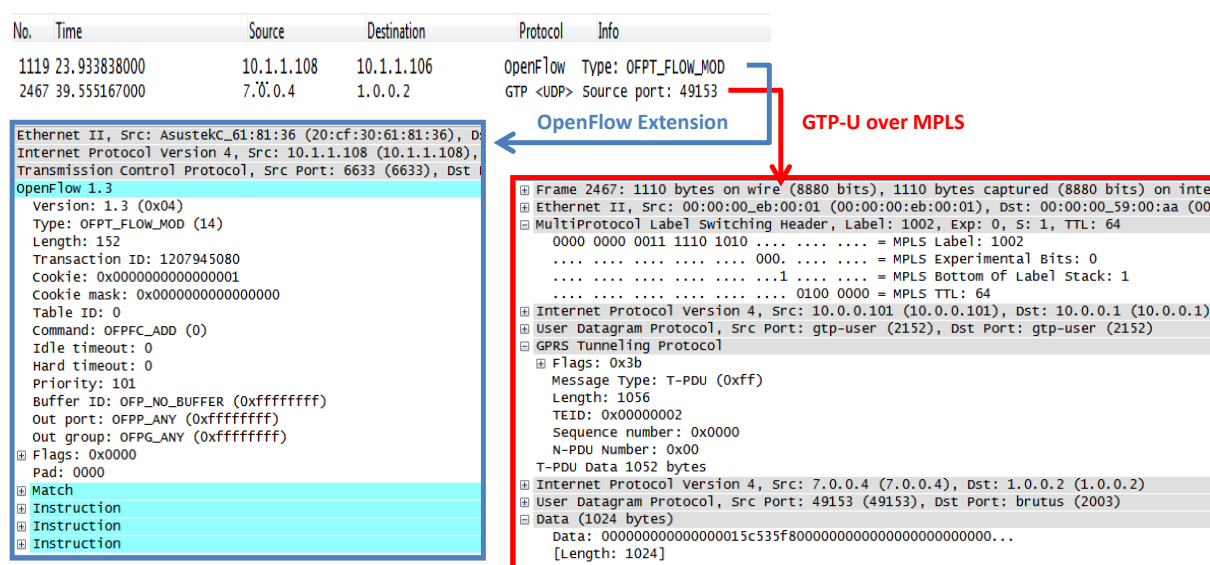 No. Time Source Destination Protocol Info
1119 23.933838000 10.1.1.108 10.1.1.106 OpenFlow Type: OFPT_FLOW_MOD
...
2467 39.555167000 7.0.0.4 1.0.0.2 GTP <UDP> Source port: 49153
OpenFlow Extension
GTP-U over MPLS
Ethernet II, Src: AsustekC_61:81:36 (20:cf:30:61:81:36), D
Internet Protocol Version 4, Src: 10.1.1.108 (10.1.1.108),
Transmission Control Protocol, Src Port: 6633 (6633), Dst
OpenFlow 1.3
Version: 1.3 (0x04)
Type: OFPT_FLOW_MOD (14)
Length: 152
Transaction ID: 1207945080
Cookie: 0x0000000000000001
Cookie mask: 0x0000000000000000
Table ID: 0
Command: OFPFC_ADD (0)
Idle timeout: 0
Hard timeout: 0
Priority: 101
Buffer ID: OFP_NO_BUFFER (0xffffffff)
Out port: OFPP_ANY (0xffffffff)
Out group: OFPG_ANY (0xffffffff)
Flags: 0x0000
Pad: 0000
Match
Instruction
Instruction
Instruction
Frame 2467: 1110 bytes on wire (8880 bits), 1110 bytes captured (8880 bits) on inte
Ethernet II, Src: 00:00:00_eb:00:01 (00:00:00:eb:00:01), Dst: 00:00:00_59:00:aa (00
MultiProtocol Label Switching Header, Label: 1002, Exp: 0, S: 1, TTL: 64
0000 0000 0011 1110 1010 .... .... .... = MPLS Label: 1002
.... .... .... .... .... 000. .... .... = MPLS Experimental Bits: 0
.... .... .... .... .... ...1 .... .... = MPLS Bottom Of Label Stack: 1
.... .... .... .... .... .... 0100 0000 = MPLS TTL: 64
Internet Protocol Version 4, Src: 10.0.0.101 (10.0.0.101), Dst: 10.0.0.1 (10.0.0.1)
User Datagram Protocol, Src Port: gtp-user (2152), Dst Port: gtp-user (2152)
GPRS Tunneling Protocol
Flags: 0x3b
Message Type: T-PDU (0xff)
Length: 1056
TEID: 0x00000002
Sequence number: 0x0000
N-PDU Number: 0x00
T-PDU Data 1052 bytes
Internet Protocol Version 4, Src: 7.0.0.4 (7.0.0.4), Dst: 1.0.0.2 (1.0.0.2)
User Datagram Protocol, Src Port: 49153 (49153), Dst Port: brutus (2003)
Data (1024 bytes)
Data: 000000000000000015c535f80000000000000000000000...
[Length: 1024]